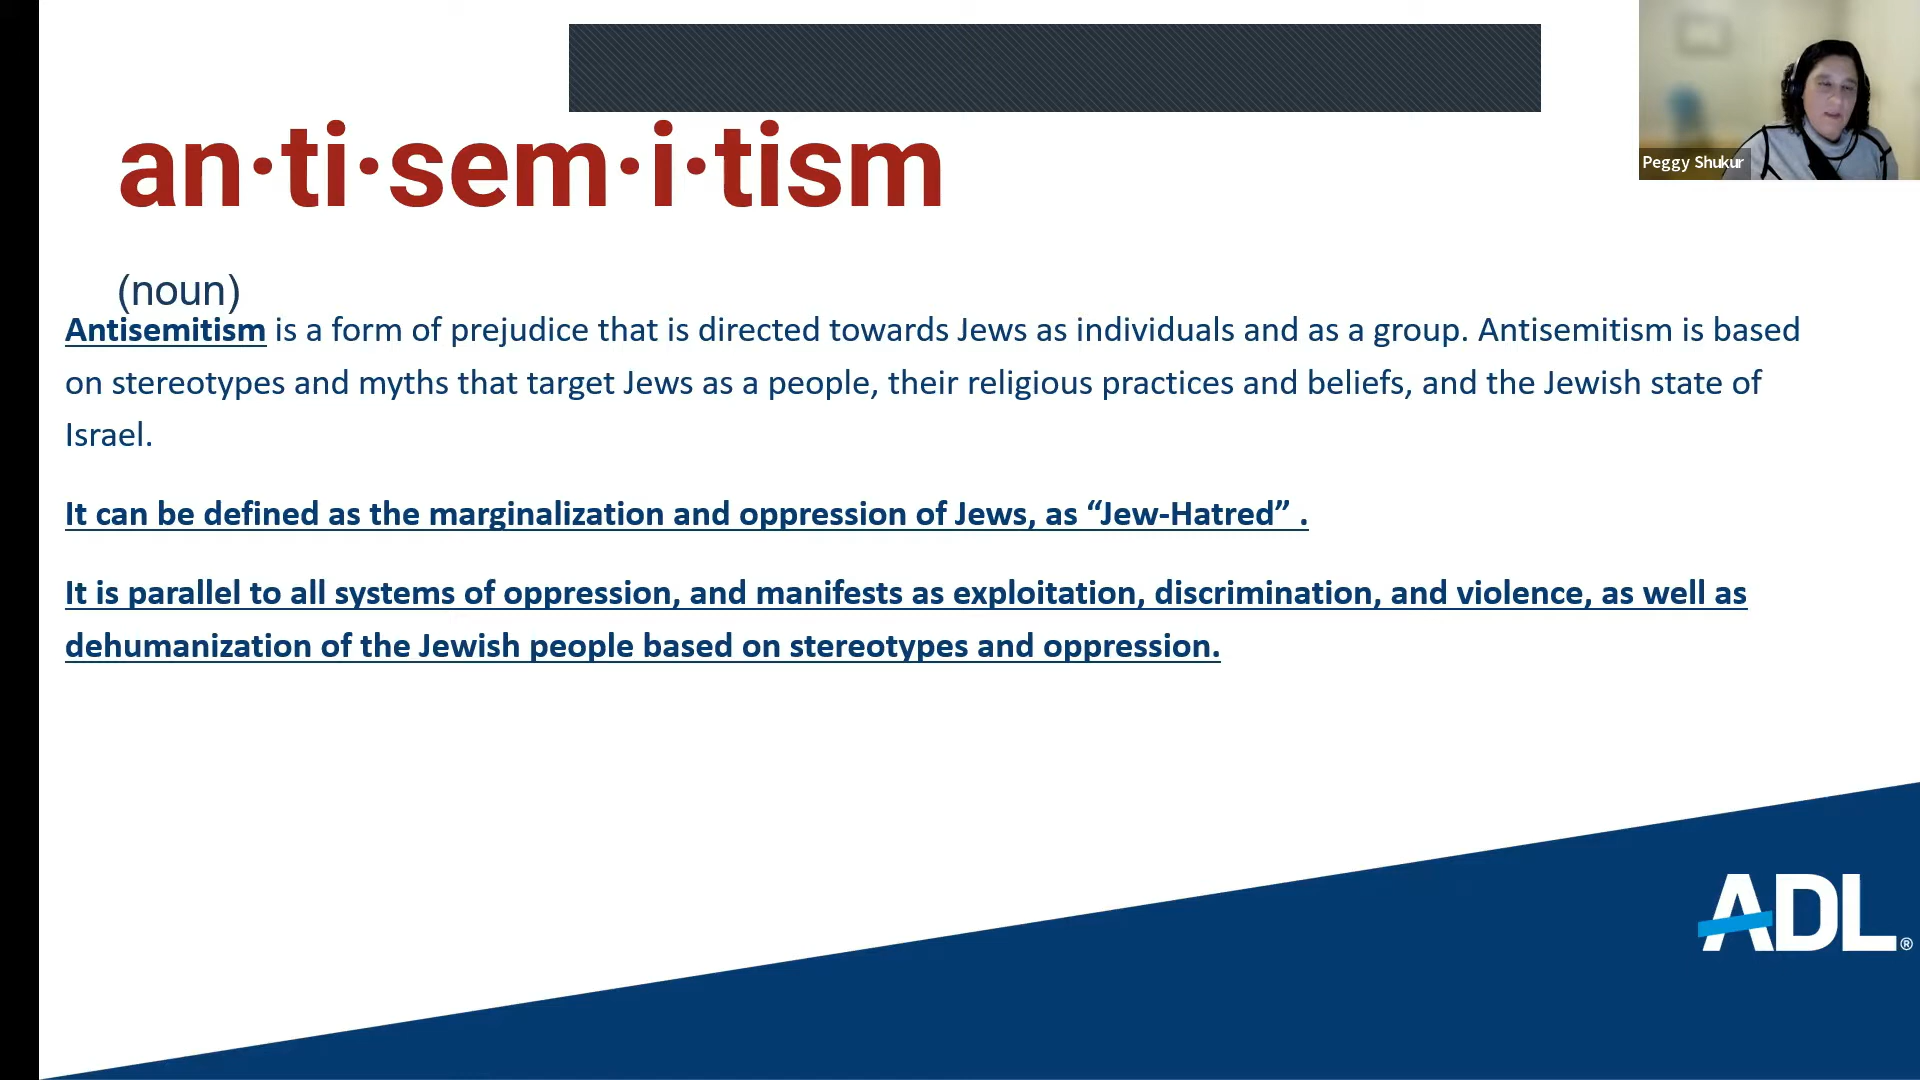 Peggy Shukur
an·ti·sem·i·tism
(noun)
Antisemitism is a form of prejudice that is directed towards Jews as individuals and as a group. Antisemitism is based
on stereotypes and myths that target Jews as a people, their religious practices and beliefs, and the Jewish state of
Israel.
It can be defined as the marginalization and oppression of Jews, as “Jew-Hatred” .
It is parallel to all systems of oppression, and manifests as exploitation, discrimination, and violence, as well as
dehumanization of the Jewish people based on stereotypes and oppression.
ADL®